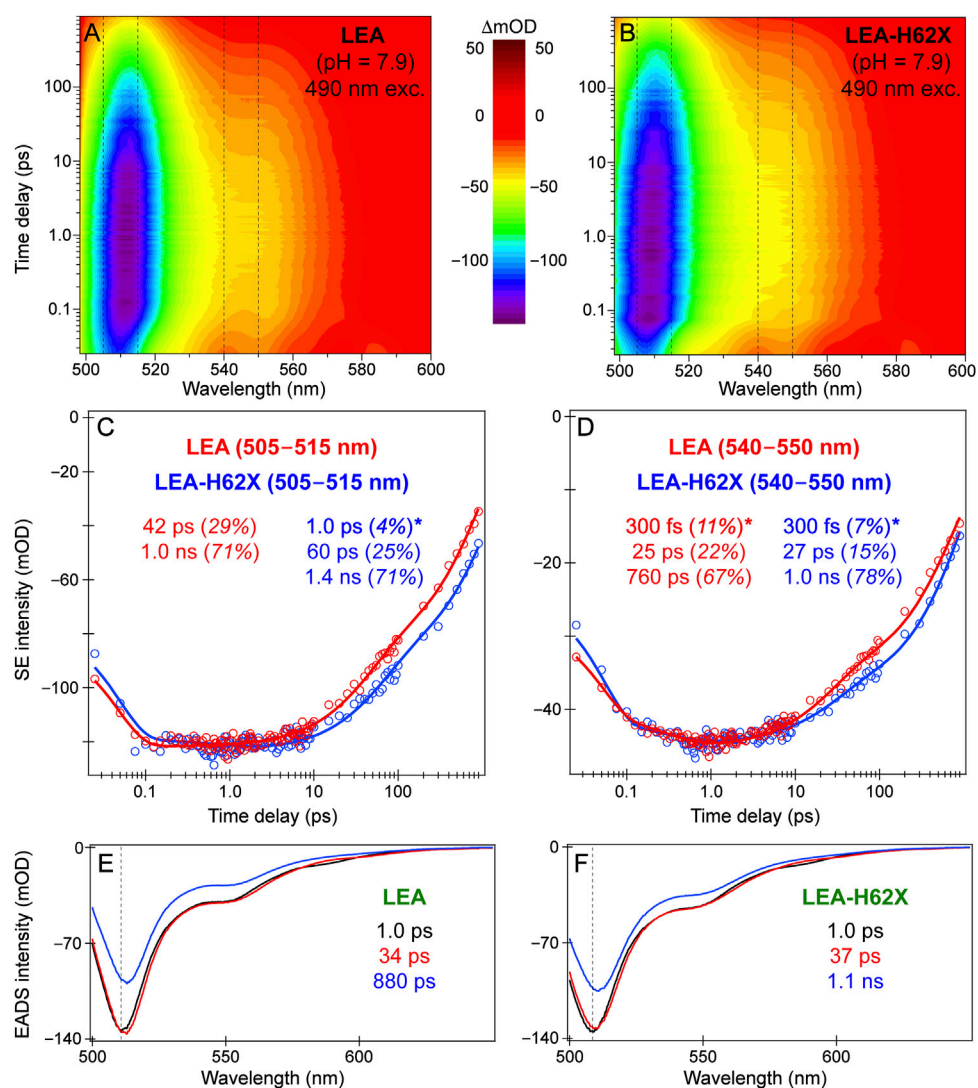 A
LEA
(pH = 7.9)
490 nm exc.
Time delay (ps)
100
10
1.0
0.1
500 520 540 560 580 600
Wavelength (nm)
ΔmOD
50 50
0 0
−50 −50
−100 −100
B
LEA-H62X
(pH = 7.9)
490 nm exc.
500 520 540 560 580 600
Wavelength (nm)
C
LEA (505−515 nm)
LEA-H62X (505−515 nm)
42 ps (29%) 1.0 ps (4%)*
1.0 ns (71%) 60 ps (25%)
1.4 ns (71%)
SE intensity (mOD)
0
−20
−60
−100
0.1 1.0 10 100
Time delay (ps)
D
LEA (540−550 nm)
LEA-H62X (540−550 nm)
300 fs (11%)* 300 fs (7%)*
25 ps (22%) 27 ps (15%)
760 ps (67%) 1.0 ns (78%)
0
−20
−40
0.1 1.0 10 100
Time delay (ps)
E
LEA
1.0 ps
34 ps
880 ps
EADS intensity (mOD)
0
−70
−140
500 550 600
Wavelength (nm)
F
LEA-H62X
1.0 ps
37 ps
1.1 ns
0
−70
−140
500 550 600
Wavelength (nm)